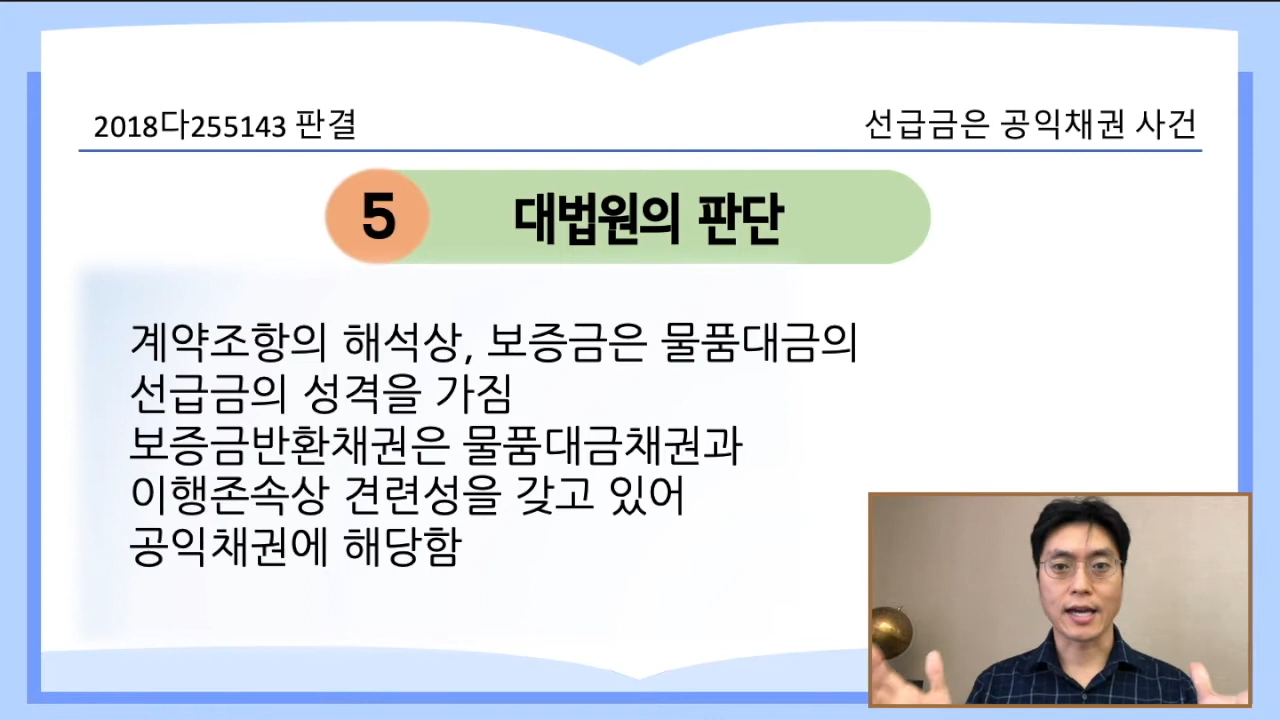 2018다255143 판결
선급금은 공익채권 사건
5
대법원의 판단
계약조항의 해석상, 보증금은 물품대금의
선급금의 성격을 가짐
보증금반환채권은 물품대금채권과
이행존속상 견련성을 갖고 있어
공익채권에 해당함